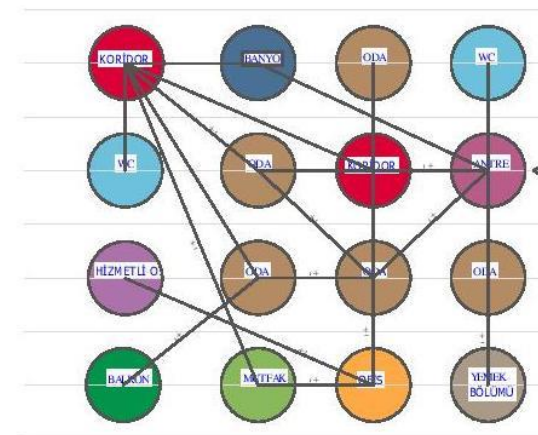 KORİDOR
BANYO
ODA
WC
WC
ODA
KORİDOR
ANTRE
HİZMETLİ O
ODA
ODA
ODA
BALKON
MUTFAK
OFİS
YEMEK
BÖLÜMÜ